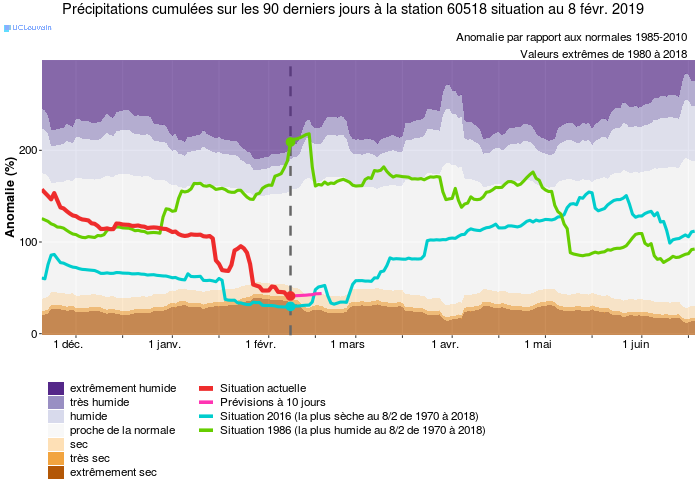 Précipitations cumulées sur les 90 derniers jours à la station 60518 situation au 8 févr. 2019
UCLouvain
Anomalie par rapport aux normales 1985-2010
Valeurs extrêmes de 1980 à 2018
Anomalie (%)
200
100
0
1 déc.
1 janv.
1 févr.
1 mars
1 avr.
1 mai
1 juin
extrêmement humide
très humide
humide
proche de la normale
sec
très sec
extrêmement sec
Situation actuelle
Prévisions à 10 jours
Situation 2016 (la plus sèche au 8/2 de 1970 à 2018)
Situation 1986 (la plus humide au 8/2 de 1970 à 2018)